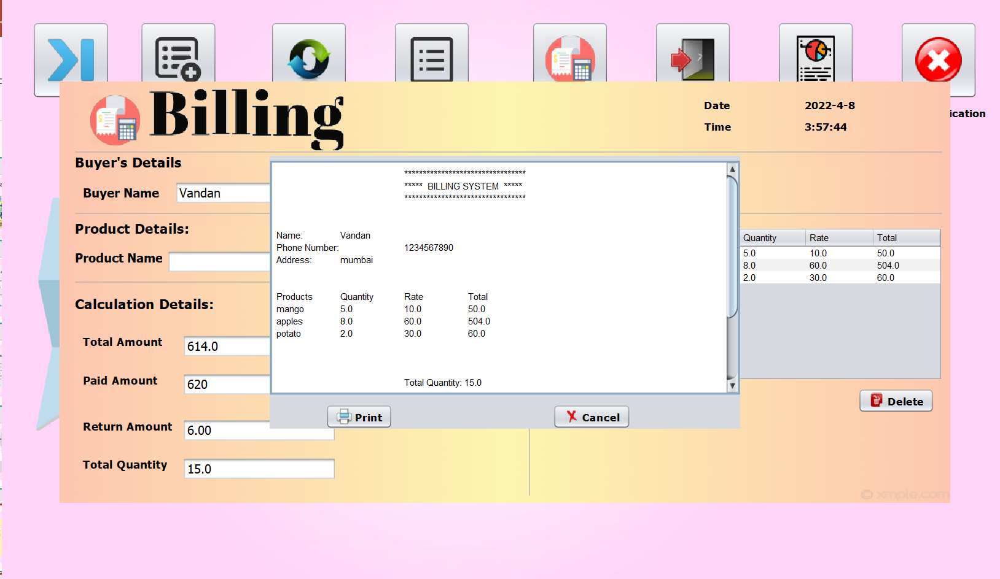 Billing
Date 2022-4-8
ication
Time 3:57:44
Buyer's Details
Buyer Name Vandan
Product Details:
Product Name
Calculation Details:
Total Amount 614.0
Paid Amount 620
Return Amount 6.00
Total Quantity 15.0
*********************************
***** BILLING SYSTEM *****
*********************************
Name: Vandan
Phone Number: 1234567890
Address: mumbai
Products Quantity Rate Total
mango 5.0 10.0 50.0
apples 8.0 60.0 504.0
potato 2.0 30.0 60.0
Total Quantity: 15.0
Print Cancel
Quantity Rate Total
5.0 10.0 50.0
8.0 60.0 504.0
2.0 30.0 60.0
Delete
© xmple.com